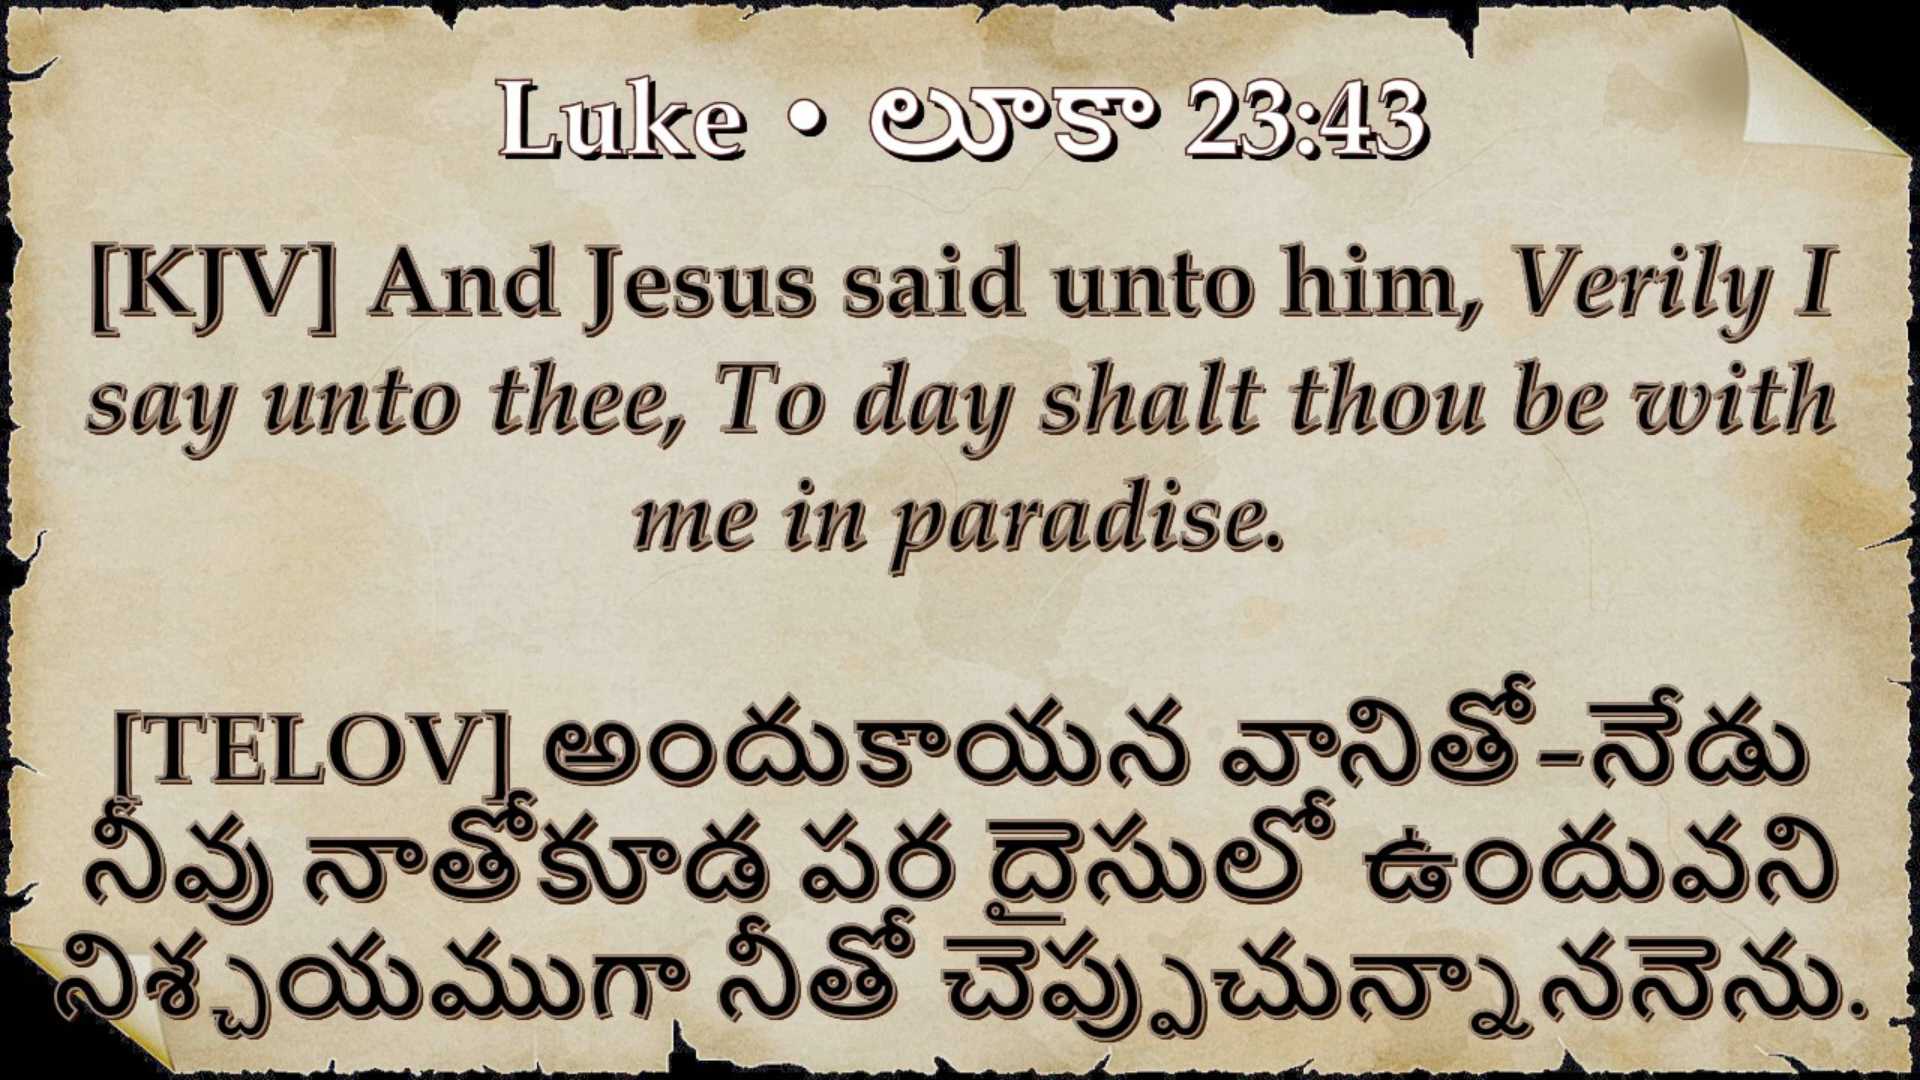 Luke • లూకా 23:43
[KJV] And Jesus said unto him, Verily I
say unto thee, To day shalt thou be with
me in paradise.
[TELOV] అందుకాయన వానితో–నేడు
నీవు నాతోకూడ పర దైసులో ఉందువని
నిశ్చయముగా నీతో చెప్పుచున్నాననెను.